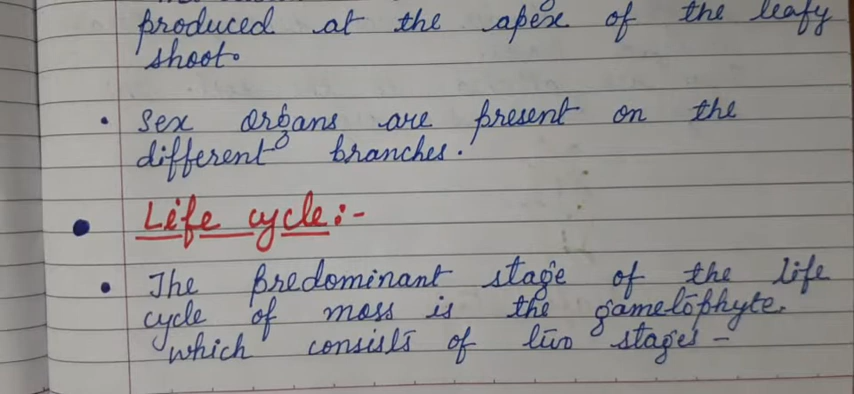 produced at the apex of the leafy
shoot.
• Sex organs are present on the
different branches.
• Life cycle:-
• The predominant stage of the life
cycle of moss is the gametophyte.
which consists of two stages -